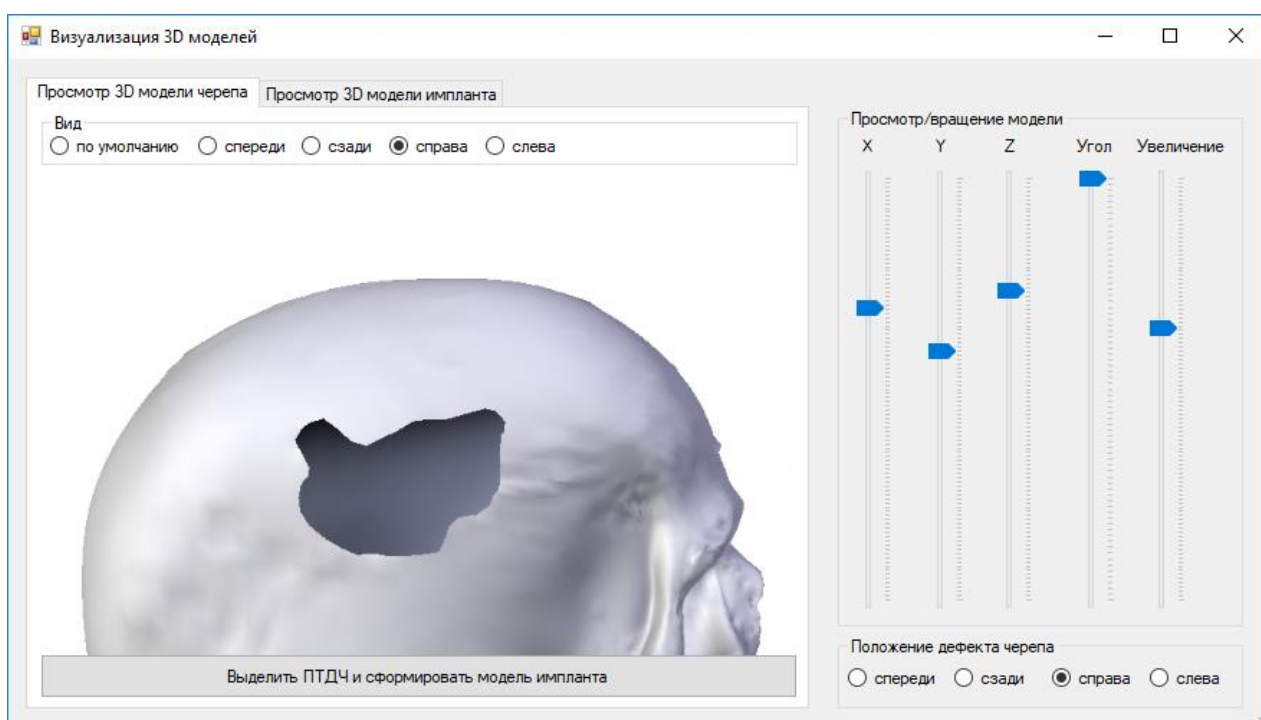 Визуализация 3D моделей
Просмотр 3D модели черепа Просмотр 3D модели импланта
Вид
по умолчанию спереди сзади справа слева
Выделить ПТДЧ и сформировать модель импланта
Просмотр/вращение модели
X Y Z Угол Увеличение
Положение дефекта черепа
спереди сзади справа слева